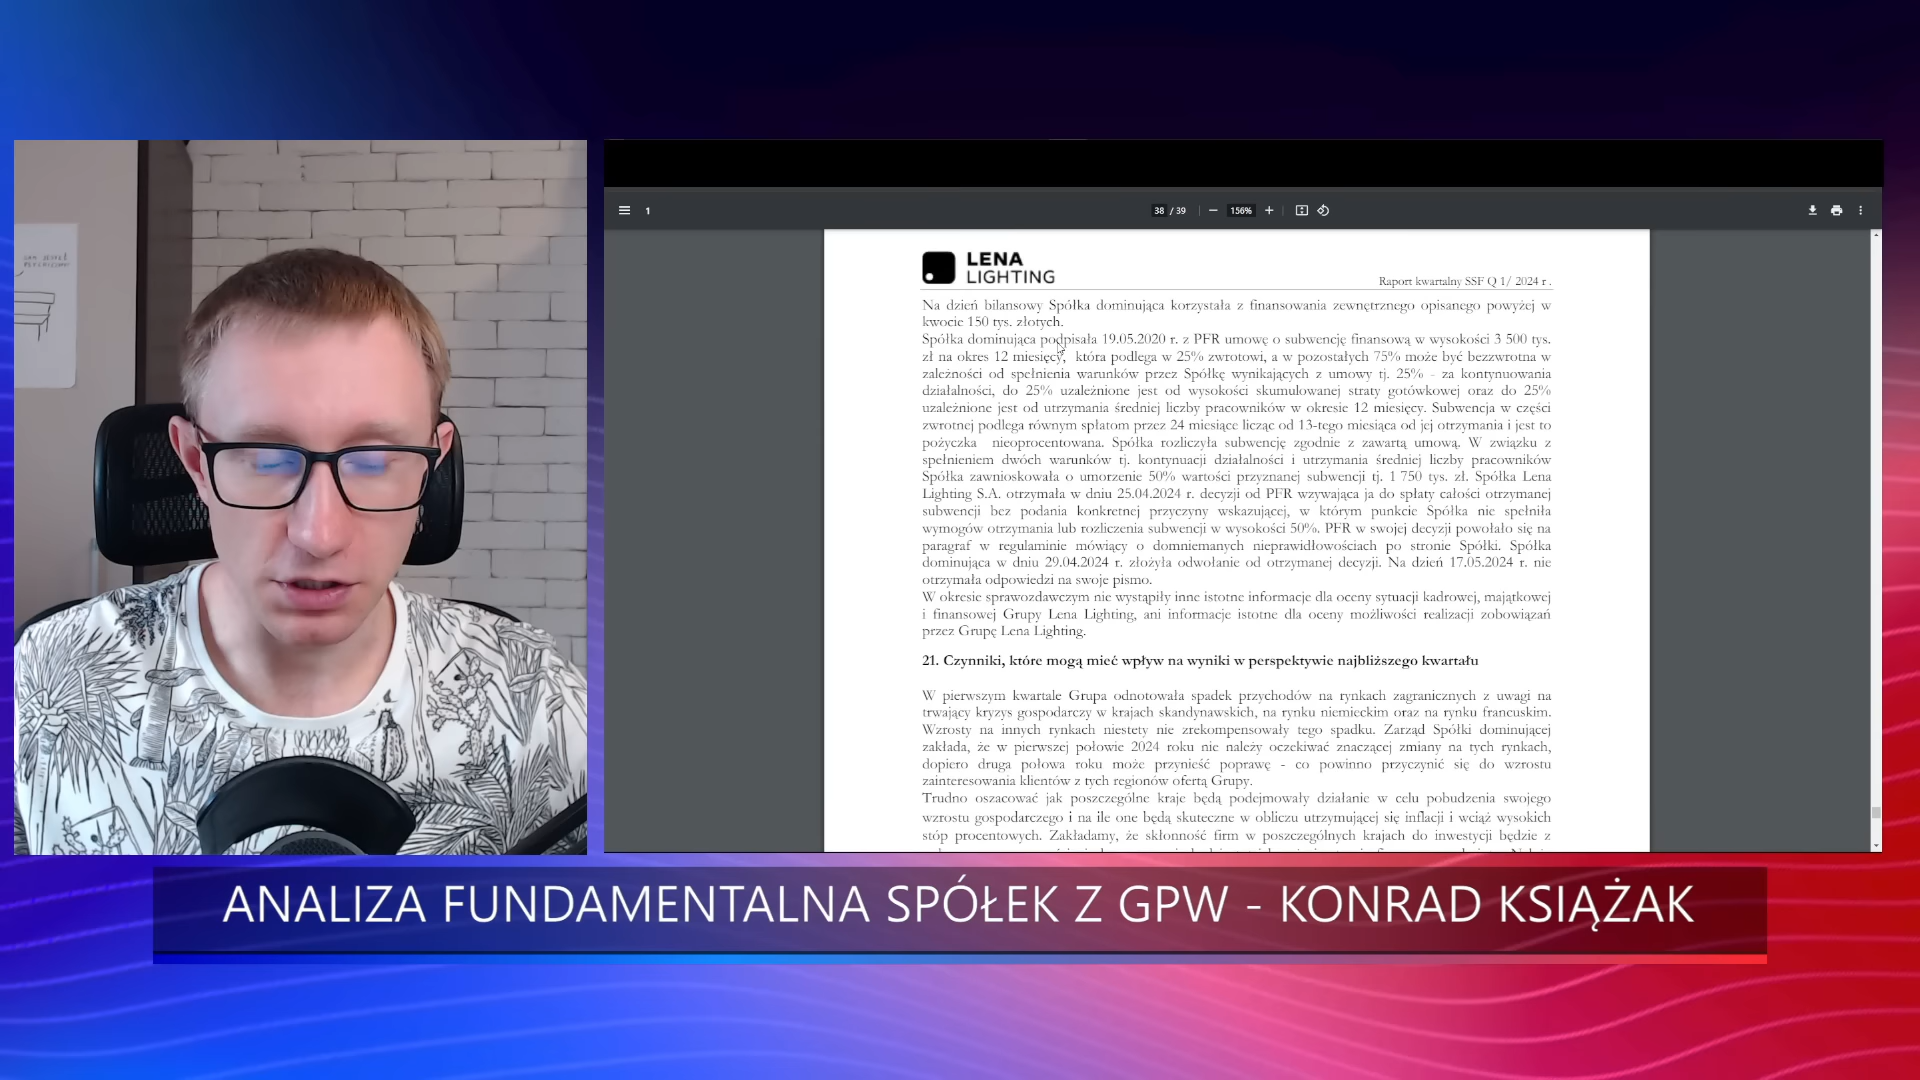 1
38 / 39
156%
LENA
LIGHTING
Raport kwartalny SSF Q 1/ 2024 r .
Na dzień bilansowy Spółka dominująca korzystała z finansowania zewnętrznego opisanego powyżej w
kwocie 150 tys. złotych.
Spółka dominująca podpisała 19.05.2020 r. z PFR umowę o subwencję finansową w wysokości 3 500 tys.
zł na okres 12 miesięcy, która podlega w 25% zwrotowi, a w pozostałych 75% może być bezzwrotna w
zależności od spełnienia warunków przez Spółkę wynikających z umowy tj. 25% - za kontynuowania
działalności, do 25% uzależnione jest od wysokości skumulowanej straty gotówkowej oraz do 25%
uzależnione jest od utrzymania średniej liczby pracowników w okresie 12 miesięcy. Subwencja w części
zwrotnej podlega równym spłatom przez 24 miesiące licząc od 13-tego miesiąca od jej otrzymania i jest to
pożyczka nieoprocentowana. Spółka rozliczyła subwencję zgodnie z zawartą umową. W związku z
spełnieniem dwóch warunków tj. kontynuacji działalności i utrzymania średniej liczby pracowników
Spółka zawnioskowała o umorzenie 50% wartości przyznanej subwencji tj. 1 750 tys. zł. Spółka Lena
Lighting S.A. otrzymała w dniu 25.04.2024 r. decyzji od PFR wzywająca ja do spłaty całości otrzymanej
subwencji bez podania konkretnej przyczyny wskazującej, w którym punkcie Spółka nie spełniła
wymogów otrzymania lub rozliczenia subwencji w wysokości 50%. PFR w swojej decyzji powołało się na
paragraf w regulaminie mówiący o domniemanych nieprawidłowościach po stronie Spółki. Spółka
dominująca w dniu 29.04.2024 r. złożyła odwołanie od otrzymanej decyzji. Na dzień 17.05.2024 r. nie
otrzymała odpowiedzi na swoje pismo.
W okresie sprawozdawczym nie wystąpiły inne istotne informacje dla oceny sytuacji kadrowej, majątkowej
i finansowej Grupy Lena Lighting, ani informacje istotne dla oceny możliwości realizacji zobowiązań
przez Grupę Lena Lighting.
21. Czynniki, które mogą mieć wpływ na wyniki w perspektywie najbliższego kwartału
W pierwszym kwartale Grupa odnotowała spadek przychodów na rynkach zagranicznych z uwagi na
trwający kryzys gospodarczy w krajach skandynawskich, na rynku niemieckim oraz na rynku francuskim.
Wzrosty na innych rynkach niestety nie zrekompensowały tego spadku. Zarząd Spółki dominującej
zakłada, że w pierwszej połowie 2024 roku nie należy oczekiwać znaczącej zmiany na tych rynkach,
dopiero druga połowa roku może przynieść poprawę - co powinno przyczynić się do wzrostu
zainteresowania klientów z tych regionów ofertą Grupy.
Trudno oszacować jak poszczególne kraje będą podejmowały działanie w celu pobudzenia swojego
wzrostu gospodarczego i na ile one będą skuteczne w obliczu utrzymującej się inflacji i wciąż wysokich
stóp procentowych. Zakładamy, że skłonność firm w poszczególnych krajach do inwestycji będzie z
ANALIZA FUNDAMENTALNA SPÓŁEK Z GPW - KONRAD KSIĄŻAK